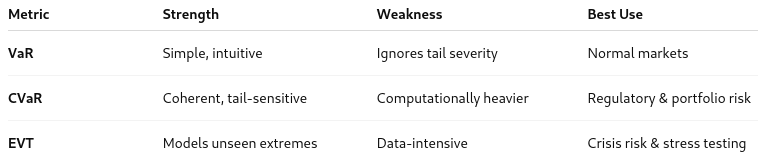 Metric Strength Weakness Best Use
VaR Simple, intuitive Ignores tail severity Normal markets
CVaR Coherent, tail-sensitive Computationally heavier Regulatory & portfolio risk
EVT Models unseen extremes Data-intensive Crisis risk & stress testing